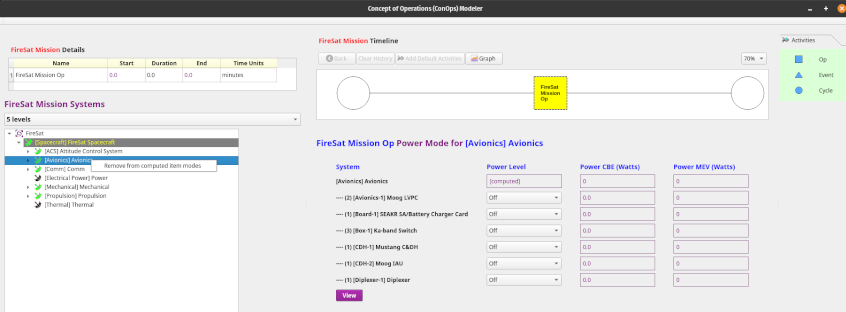 Concept of Operations (ConOps) Modeler
FireSat Mission Details
Name Start Duration End Time Units
1 FireSat Mission Op 0.0 0.0 0.0 minutes
FireSat Mission Systems
5 levels
FireSat
[Spacecraft] FireSat Spacecraft
[ACS] Attitude Control System
[Avionics] Avionics
Remove from computed item modes
[Comm] Comm
[Electrical Power] Power
[Mechanical] Mechanical
[Propulsion] Propulsion
[Thermal] Thermal
FireSat Mission Timeline
Back Clear History Add Default Activities Graph 70%
FireSat
Mission
Op
Activities
Op
Event
Cycle
FireSat Mission Op Power Mode for [Avionics] Avionics
System Power Level Power CBE (Watts) Power MEV (Watts)
[Avionics] Avionics [computed] 0 0
---- (2) [Avionics-1] Moog LVPC Off 0.0 0.0
---- (1) [Board-1] SEAKR SA/Battery Charger Card Off 0.0 0.0
---- (3) [Box-1] Ka-band Switch Off 0.0 0.0
---- (1) [CDH-1] Mustang C&DH Off 0.0 0.0
---- (1) [CDH-2] Moog IAU Off 0.0 0.0
---- (1) [Diplexer-1] Diplexer Off 0.0 0.0
View